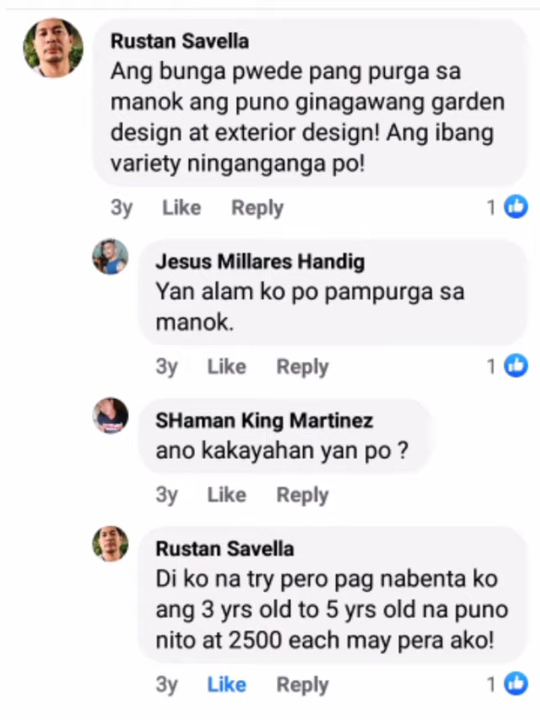 Rustan Savella
Ang bunga pwede pang purga sa
manok ang puno ginagawang garden
design at exterior design! Ang ibang
variety ninganganga po!
3y Like Reply 1
Jesus Millares Handig
Yan alam ko po pampurga sa
manok.
3y Like Reply 1
SHaman King Martinez
ano kakayahan yan po ?
3y Like Reply
Rustan Savella
Di ko na try pero pag nabenta ko
ang 3 yrs old to 5 yrs old na puno
nito at 2500 each may pera ako!
3y Like Reply 1